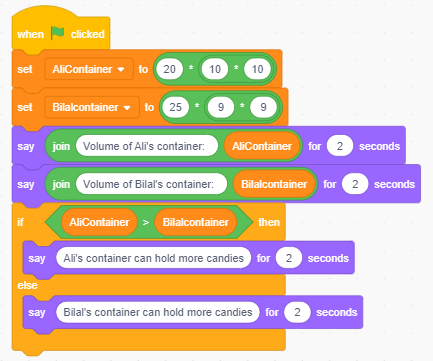 when clicked
set AliContainer to 20 * 10 * 10
set Bilalcontainer to 25 * 9 * 9
say join Volume of Ali's container: AliContainer for 2 seconds
say join Volume of Bilal's container: Bilalcontainer for 2 seconds
if AliContainer > Bilalcontainer then
say Ali's container can hold more candies for 2 seconds
else
say Bilal's container can hold more candies for 2 seconds